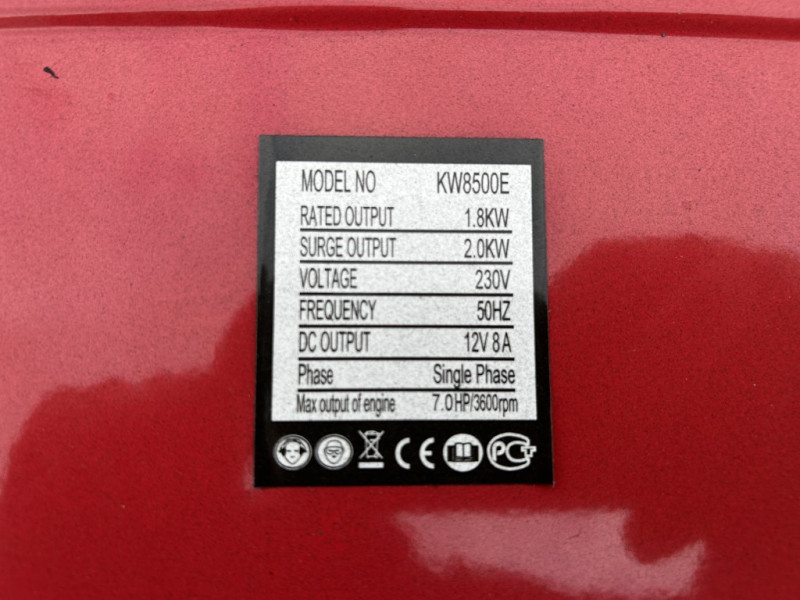 MODEL NO KW8500E
RATED OUTPUT 1.8KW
SURGE OUTPUT 2.0KW
VOLTAGE 230V
FREQUENCY 50HZ
DC OUTPUT 12V 8A
Phase Single Phase
Max output of engine 7.0HP/3600rpm
CE PCT